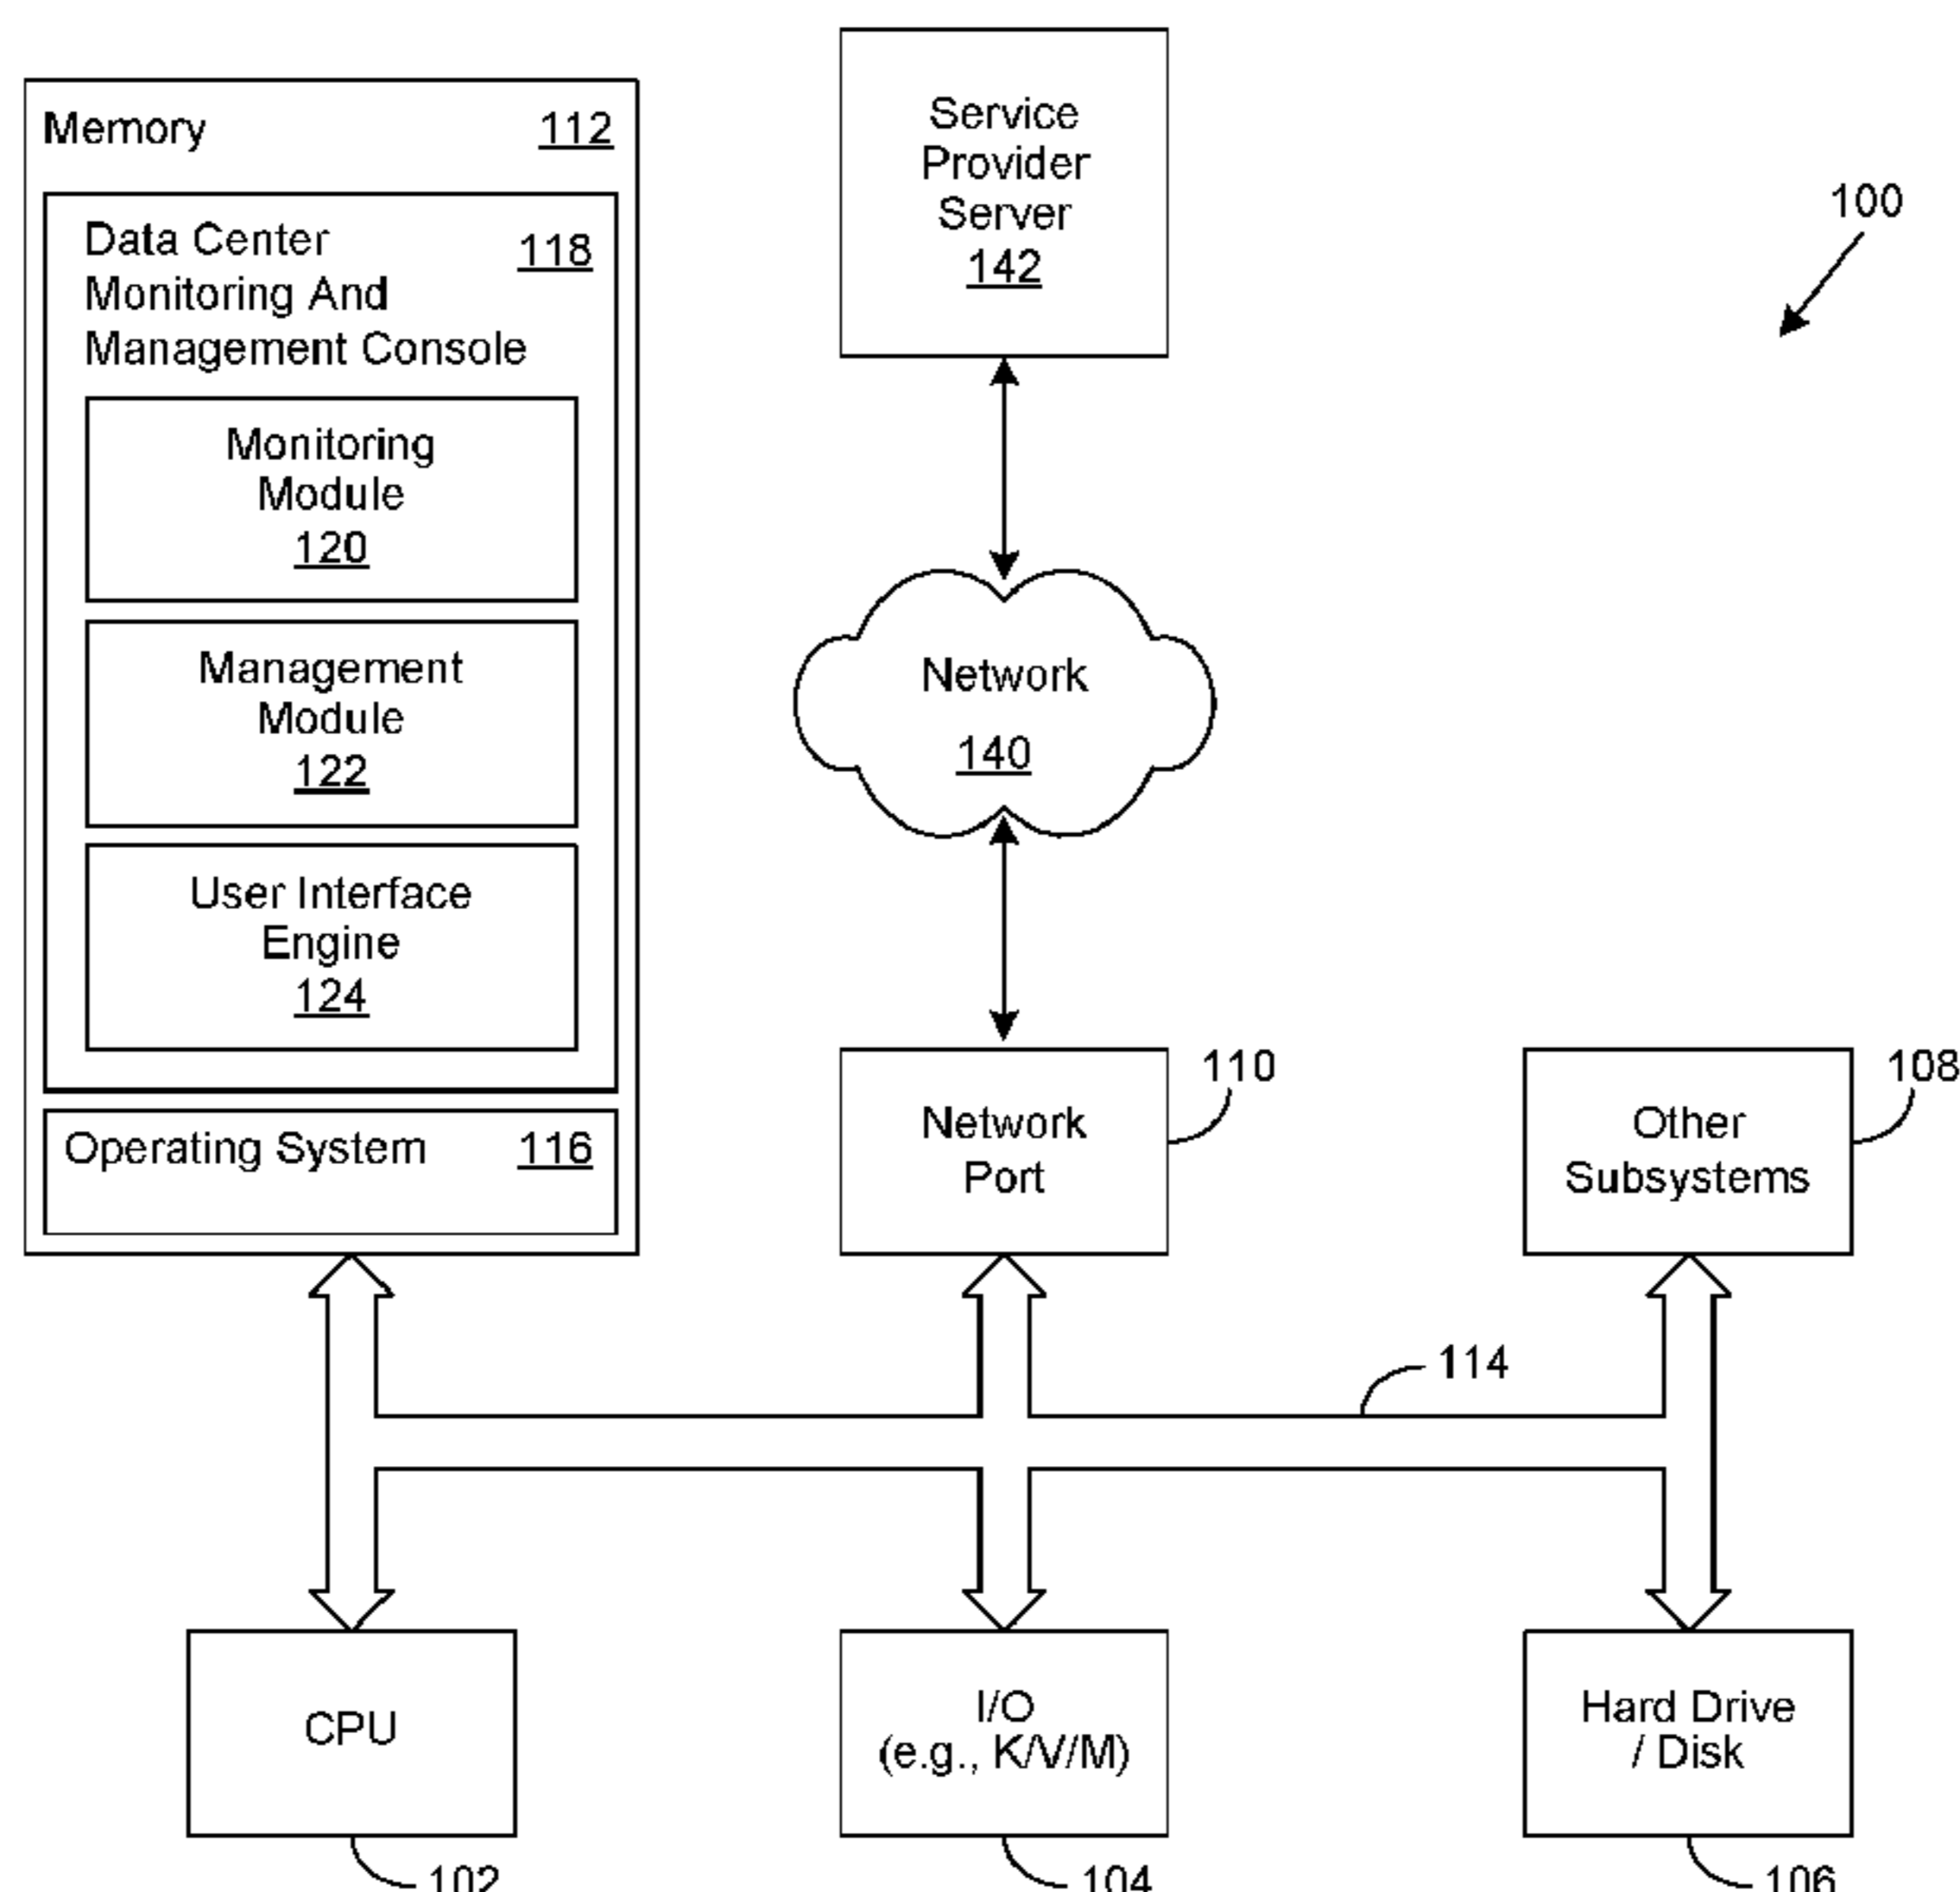 Memory 112
Data Center 118
Monitoring And
Management Console
Monitoring
Module
120
Management
Module
122
User Interface
Engine
124
Operating System 116
Service
Provider
Server
142
100
Network
140
Network
Port
110
Other
Subsystems
108
114
CPU
102
I/O
(e.g., K/V/M)
104
Hard Drive
/ Disk
106